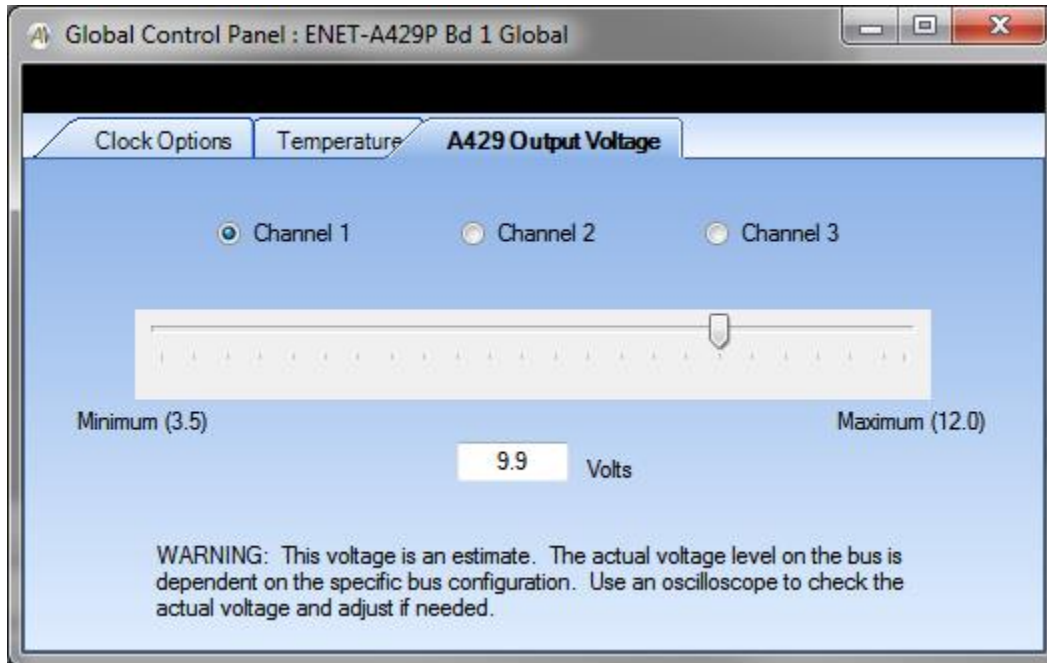 Global Control Panel : ENET-A429P Bd 1 Global
Clock Options Temperature A429 Output Voltage
Channel 1 Channel 2 Channel 3
Minimum (3.5) Maximum (12.0)
9.9 Volts
WARNING: This voltage is an estimate. The actual voltage level on the bus is
dependent on the specific bus configuration. Use an oscilloscope to check the
actual voltage and adjust if needed.